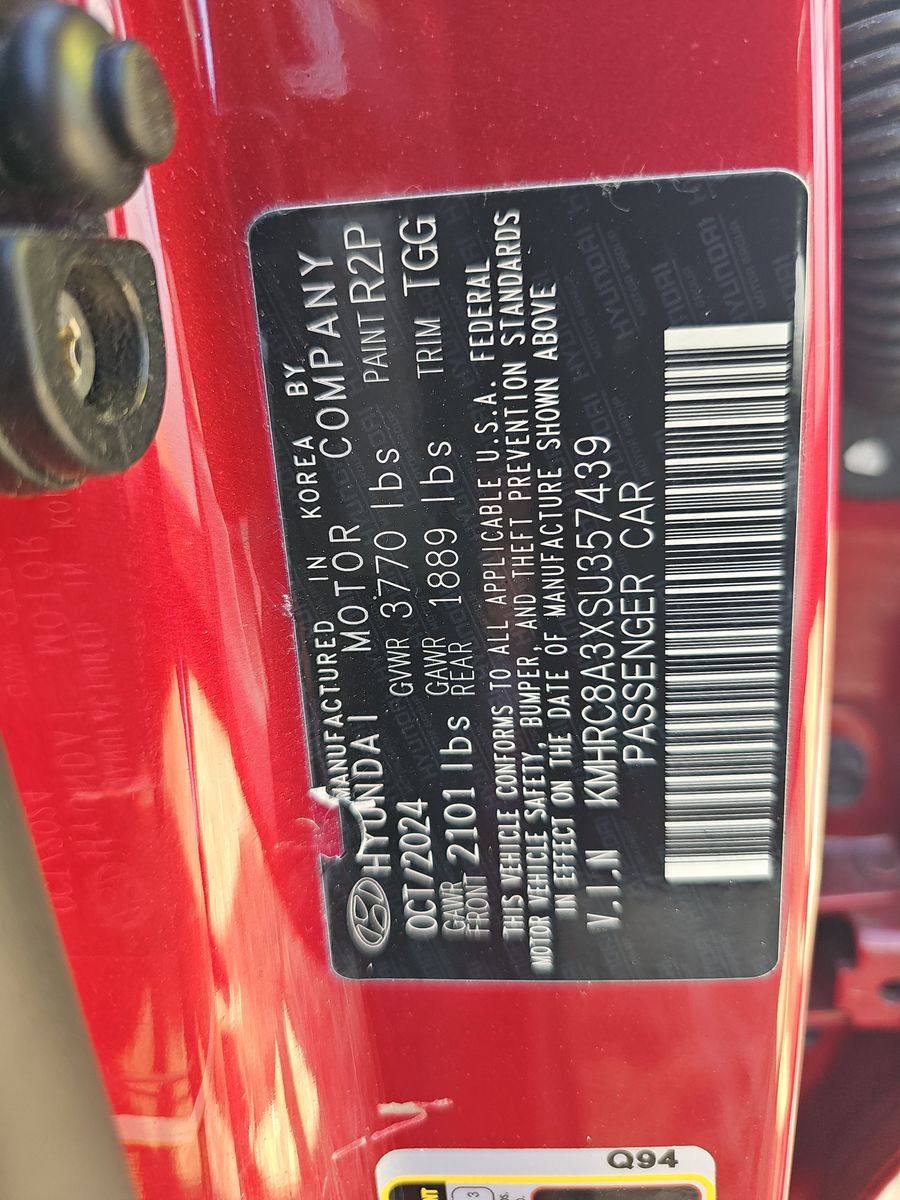 MANUFACTURED IN KOREA BY
HYUNDAI MOTOR COMPANY
OCT/2024 GVWR 3770 lbs PAINT R2P
GAWR FRONT 2101 lbs GAWR REAR 1889 lbs TRIM TGG
THIS VEHICLE CONFORMS TO ALL APPLICABLE U.S.A. FEDERAL
MOTOR VEHICLE SAFETY, BUMPER, AND THEFT PREVENTION STANDARDS
IN EFFECT ON THE DATE OF MANUFACTURE SHOWN ABOVE
V.I.N KMHRC8A3XSU357439
PASSENGER CAR
Q94